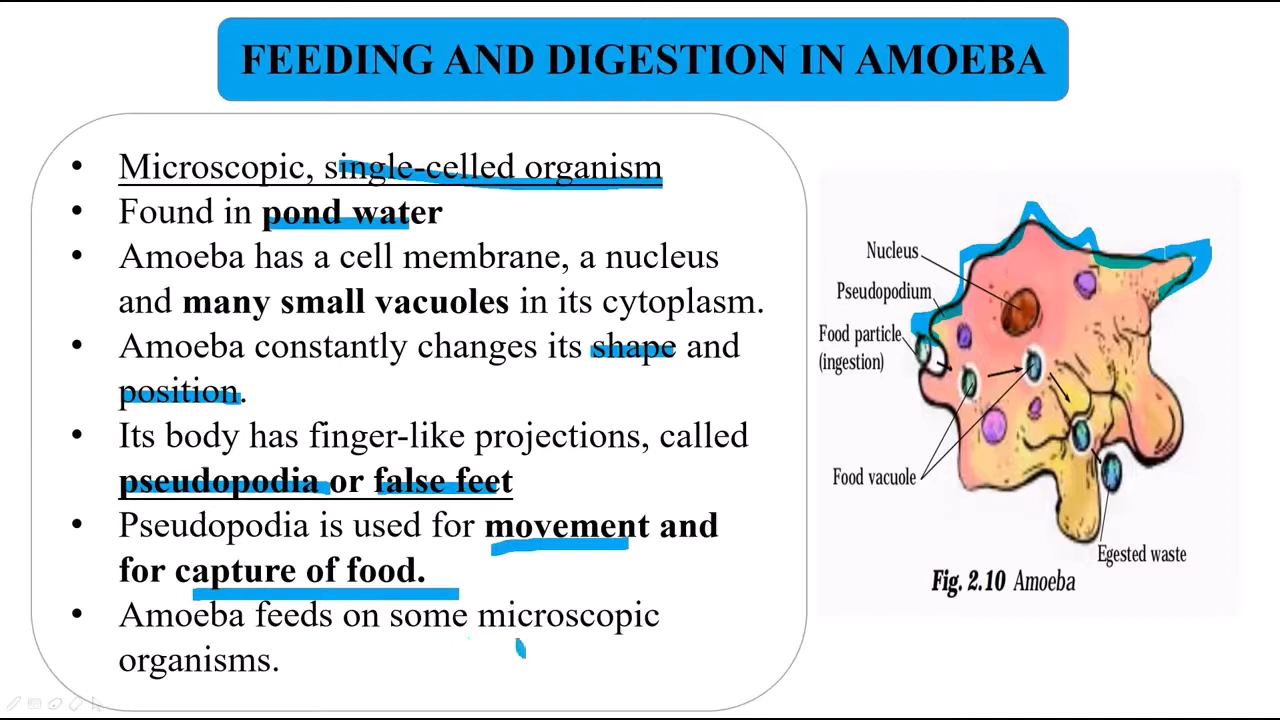 FEEDING AND DIGESTION IN AMOEBA
• Microscopic, single-celled organism
• Found in pond water
• Amoeba has a cell membrane, a nucleus
and many small vacuoles in its cytoplasm.
• Amoeba constantly changes its shape and
position.
• Its body has finger-like projections, called
pseudopodia or false feet
• Pseudopodia is used for movement and
for capture of food.
• Amoeba feeds on some microscopic
organisms.
Nucleus
Pseudopodium
Food particle
(ingestion)
Food vacuole
Egested waste
Fig. 2.10 Amoeba